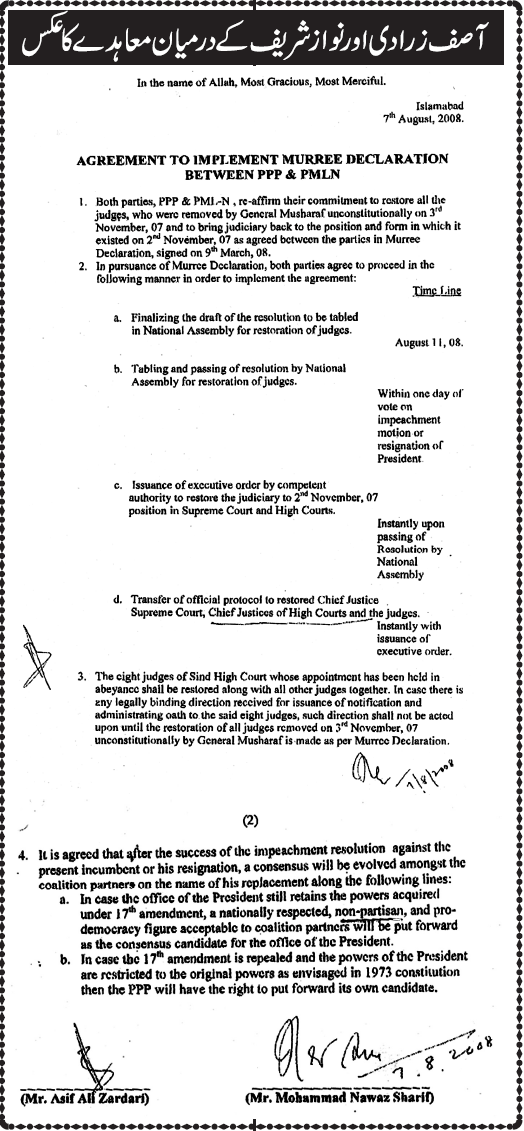 آصف زرداری اور نواز شریف کے درمیان معاہدے کا عکس
In the name of Allah, Most Gracious, Most Merciful.
Islamabad
7th August, 2008.
AGREEMENT TO IMPLEMENT MURREE DECLARATION
BETWEEN PPP & PMLN
1. Both parties, PPP & PML-N , re-affirm their commitment to restore all the
judges, who were removed by General Musharaf unconstitutionally on 3rd
November, 07 and to bring judiciary back to the position and form in which it
existed on 2nd November, 07 as agreed between the parties in Murree
Declaration, signed on 9th March, 08.
2. In pursuance of Murree Declaration, both parties agree to proceed in the
following manner in order to implement the agreement:
Time Line
a. Finalizing the draft of the resolution to be tabled
in National Assembly for restoration of judges.
August 11, 08.
b. Tabling and passing of resolution by National
Assembly for restoration of judges.
Within one day of
vote on
impeachment
motion or
resignation of
President
c. Issuance of executive order by competent
authority to restore the judiciary to 2nd November, 07
position in Supreme Court and High Courts.
Instantly upon
passing of
Resolution by
National
Assembly
d. Transfer of official protocol to restored Chief Justice
Supreme Court, Chief Justices of High Courts and the judges.
Instantly with
issuance of
executive order.
3. The eight judges of Sind High Court whose appointment has been held in
abeyance shall be restored along with all other judges together. In case there is
any legally binding direction received for issuance of notification and
administrating oath to the said eight judges, such direction shall not be acted
upon until the restoration of all judges removed on 3rd November, 07
unconstitutionally by General Musharaf is made as per Murree Declaration.
7/8/2008
(2)
4. It is agreed that after the success of the impeachment resolution against the
present incumbent or his resignation, a consensus will be evolved amongst the
coalition partners on the name of his replacement along the following lines:
a. In case the office of the President still retains the powers acquired
under 17th amendment, a nationally respected, non-partisan, and pro-
democracy figure acceptable to coalition partners will be put forward
as the consensus candidate for the office of the President.
b. In case the 17th amendment is repealed and the powers of the President
are restricted to the original powers as envisaged in 1973 constitution
then the PPP will have the right to put forward its own candidate.
7.8.2008
(Mr. Asif Ali Zardari) (Mr. Mohammad Nawaz Sharif)